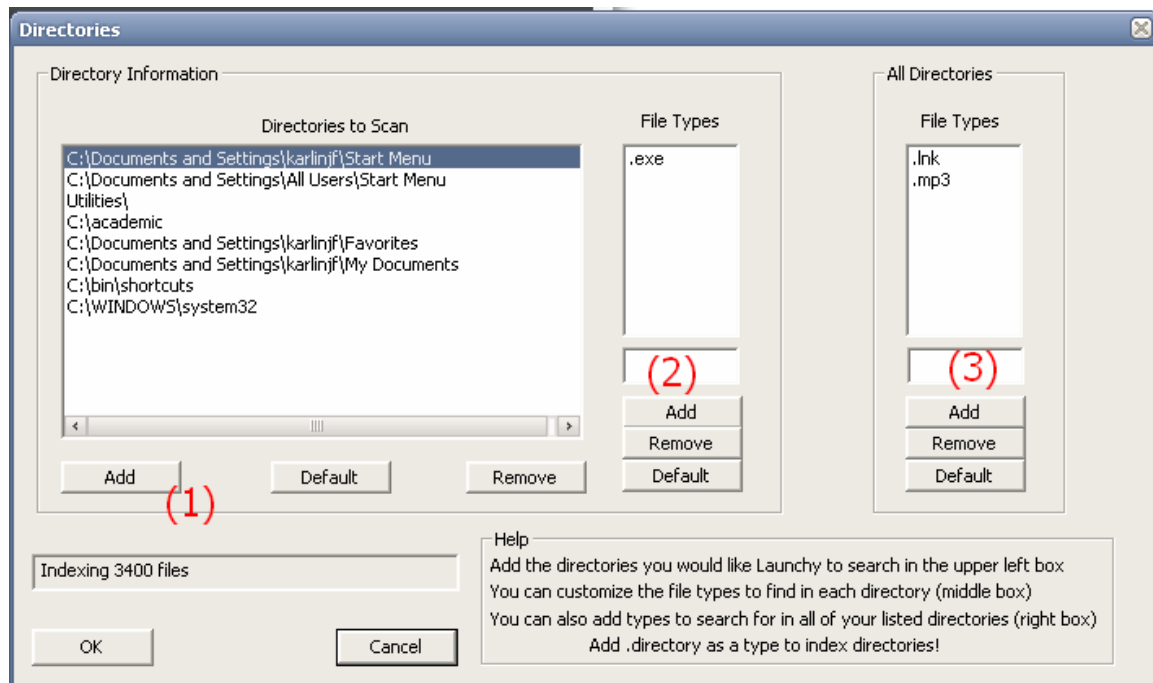 Directories
Directory Information
Directories to Scan
C:\Documents and Settings\karlinjf\Start Menu
C:\Documents and Settings\All Users\Start Menu
Utilities\
C:\academic
C:\Documents and Settings\karlinjf\Favorites
C:\Documents and Settings\karlinjf\My Documents
C:\bin\shortcuts
C:\WINDOWS\system32
Add
(1)
Default
Remove
File Types
.exe
(2)
Add
Remove
Default
All Directories
File Types
.lnk
.mp3
(3)
Add
Remove
Default
Indexing 3400 files
OK
Cancel
Help
Add the directories you would like Launchy to search in the upper left box
You can customize the file types to find in each directory (middle box)
You can also add types to search for in all of your listed directories (right box)
Add .directory as a type to index directories!